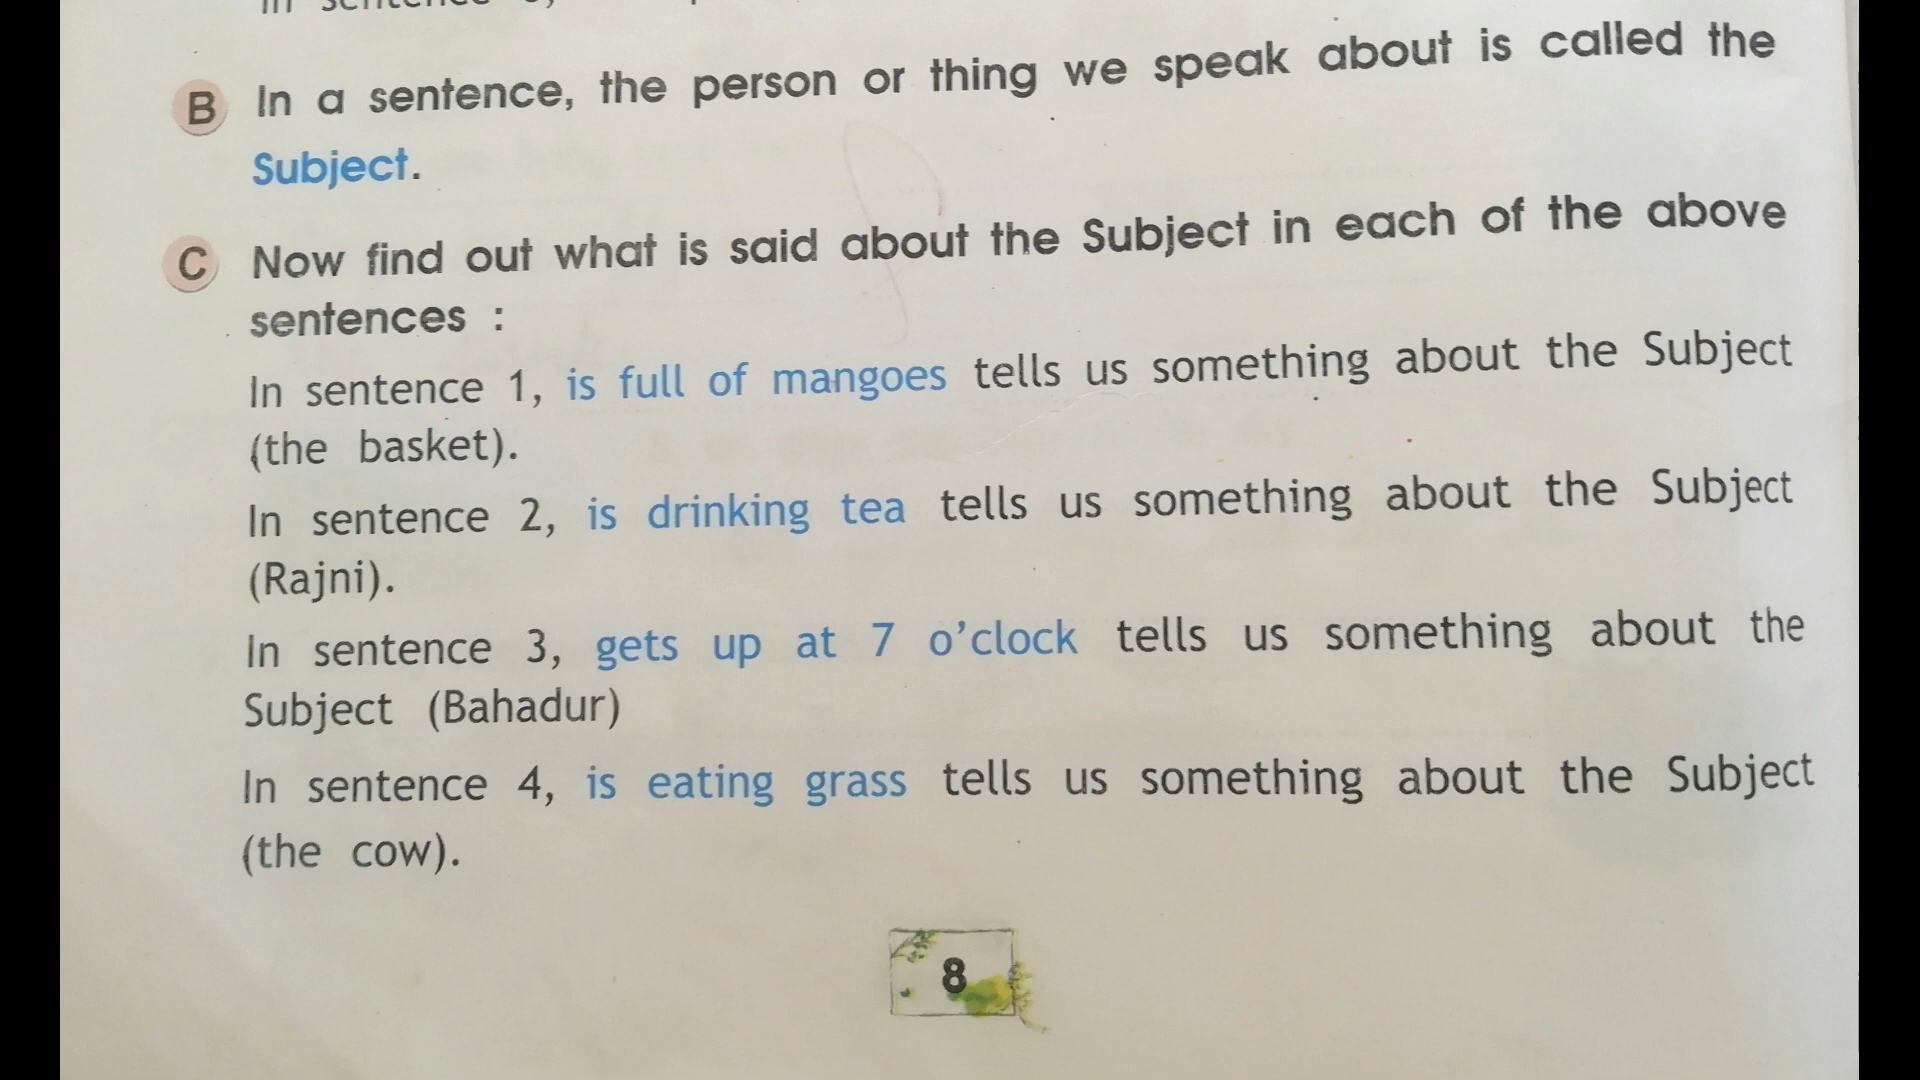 B In a sentence, the person or thing we speak about is called the
Subject.
C Now find out what is said about the Subject in each of the above
sentences :
In sentence 1, is full of mangoes tells us something about the Subject
(the basket).
In sentence 2, is drinking tea tells us something about the Subject
(Rajni).
In sentence 3, gets up at 7 o'clock tells us something about the
Subject (Bahadur)
In sentence 4, is eating grass tells us something about the Subject
(the cow).
8